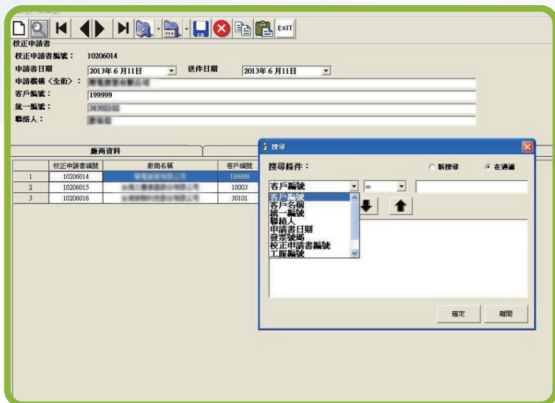 EXIT
校正申請書
校正申請書編號： 10206014
申請書日期 2013年 6月11日 送件日期 2013年 6月11日
申請機構〈全銜〉：
客戶編號： 199999
統一編號：
聯絡人：
廠商資料
校正申請書編號 廠商名稱 客戶編號
1 10206014 199999
2 10206015 10003
3 10206016 30101
搜尋
搜尋條件： 新搜尋 在過濾
客戶編號 =
客戶編號
客戶名稱
統一編號
聯絡人
申請書日期
發票號碼
校正申請書編號
工服編號
確定 離開